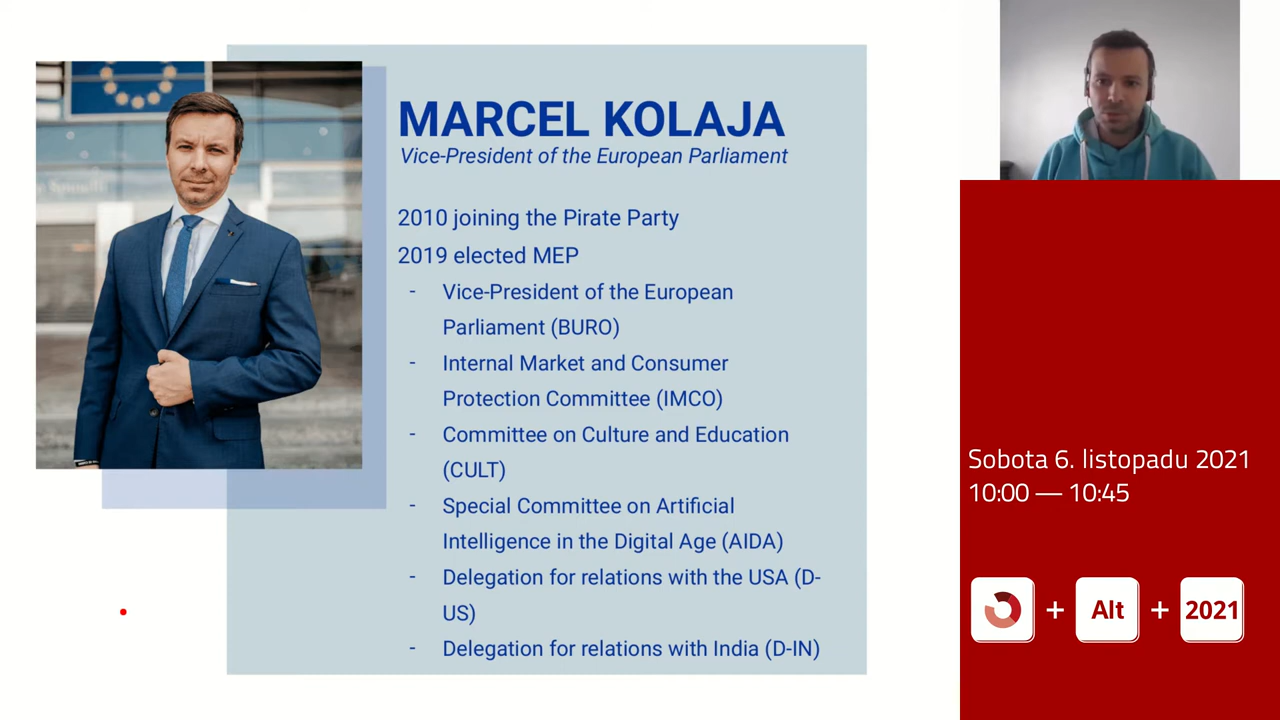 MARCEL KOLAJA
Vice-President of the European Parliament
2010 joining the Pirate Party
2019 elected MEP
- Vice-President of the European
Parliament (BURO)
- Internal Market and Consumer
Protection Committee (IMCO)
- Committee on Culture and Education
(CULT)
- Special Committee on Artificial
Intelligence in the Digital Age (AIDA)
- Delegation for relations with the USA (D-
US)
- Delegation for relations with India (D-IN)
Sobota 6. listopadu 2021
10:00 — 10:45
+ Alt + 2021